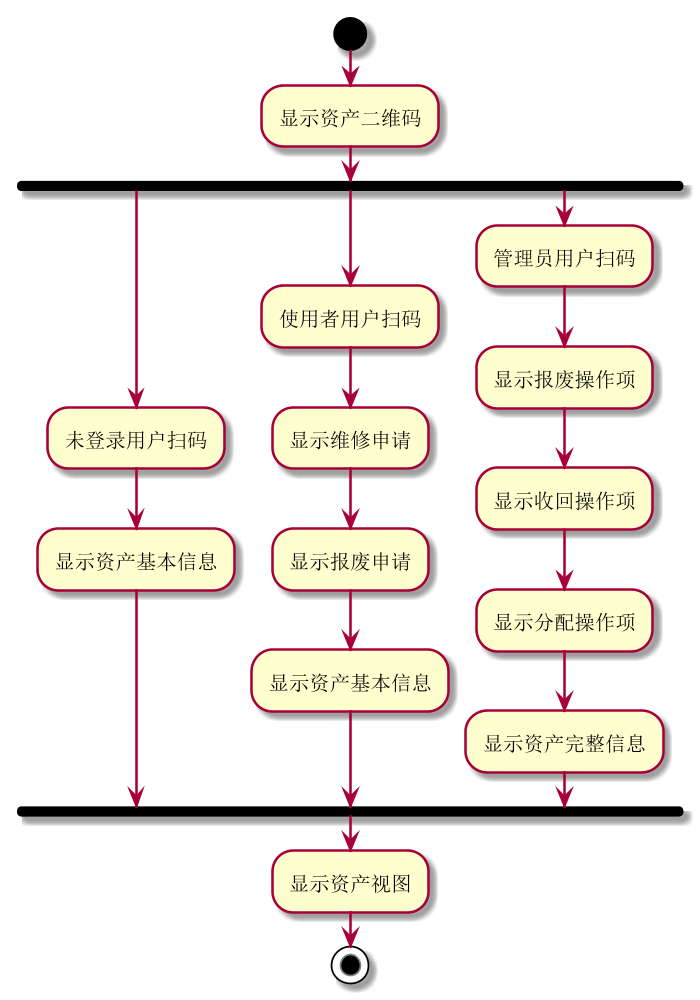 显示资产二维码
未登录用户扫码
显示资产基本信息
使用者用户扫码
显示维修申请
显示报废申请
显示资产基本信息
管理员用户扫码
显示报废操作项
显示收回操作项
显示分配操作项
显示资产完整信息
显示资产视图